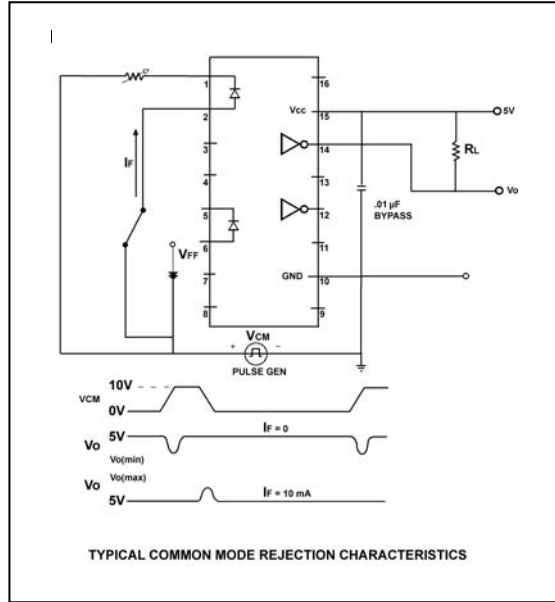 1
16
Vcc
15
5V
2
IF
3
14
RL
4
13
Vo
5
12
.01 µF
BYPASS
6
VFF
11
7
GND
10
8
9
VCM
+
−
PULSE GEN
10V
VCM
0V
5V
IF = 0
Vo
Vo(min)
Vo(max)
Vo
5V
IF = 10 mA
TYPICAL COMMON MODE REJECTION CHARACTERISTICS